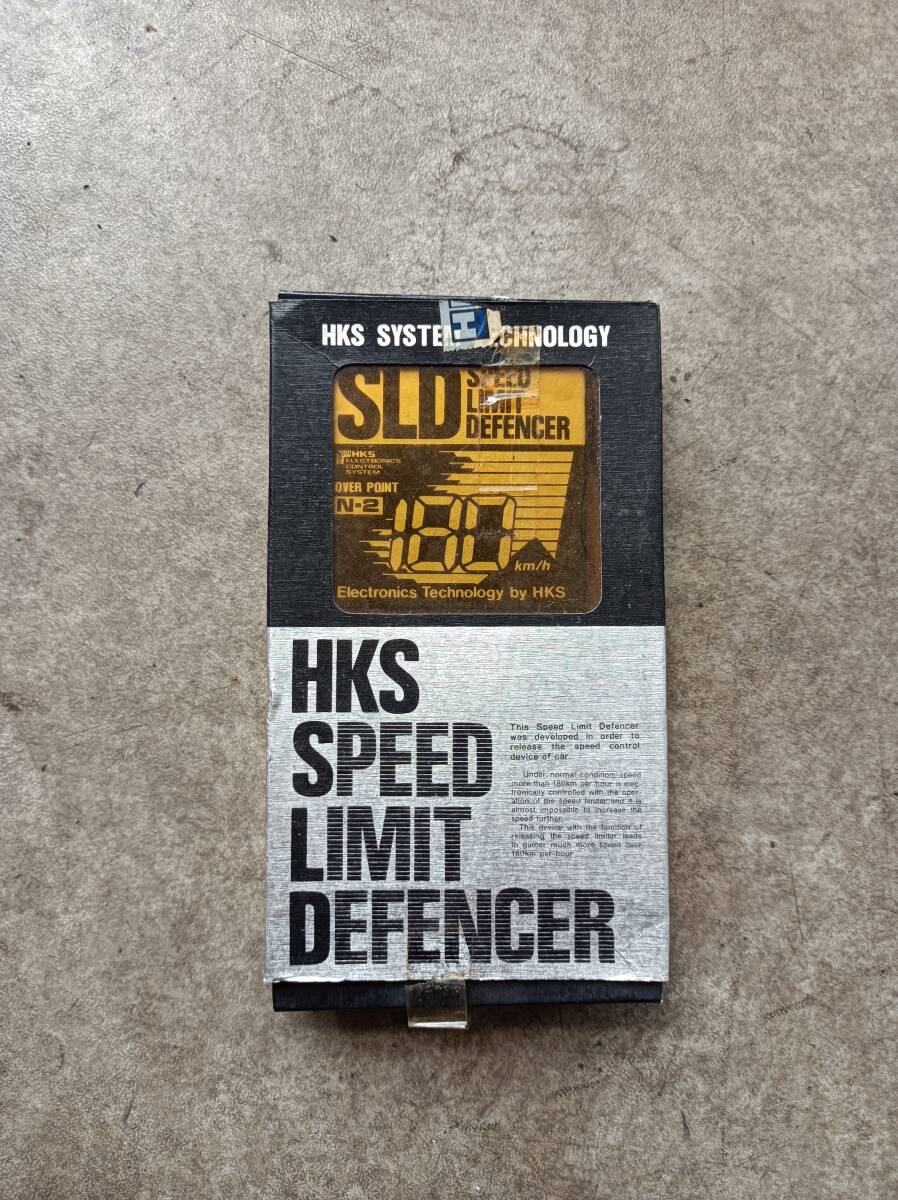 HKS SYSTEM TECHNOLOGY
SLD SPEED
LIMIT
DEFENCER
HKS
ELECTRONICS
CONTROL
SYSTEM
OVER POINT
N-2
180
km/h
Electronics Technology by HKS
HKS
SPEED
LIMIT
DEFENCER
This Speed Limit Defencer
was developed in order to
release the speed control
device of car.
Under normal condition, speed
more than 180km per hour is elec-
tronically controlled with the oper-
ation of the speed limiter and it is
almost impossible to increase the
speed further.
This device with the function of
releasing the speed limiter leads
to gather much more speed over
180km per hour